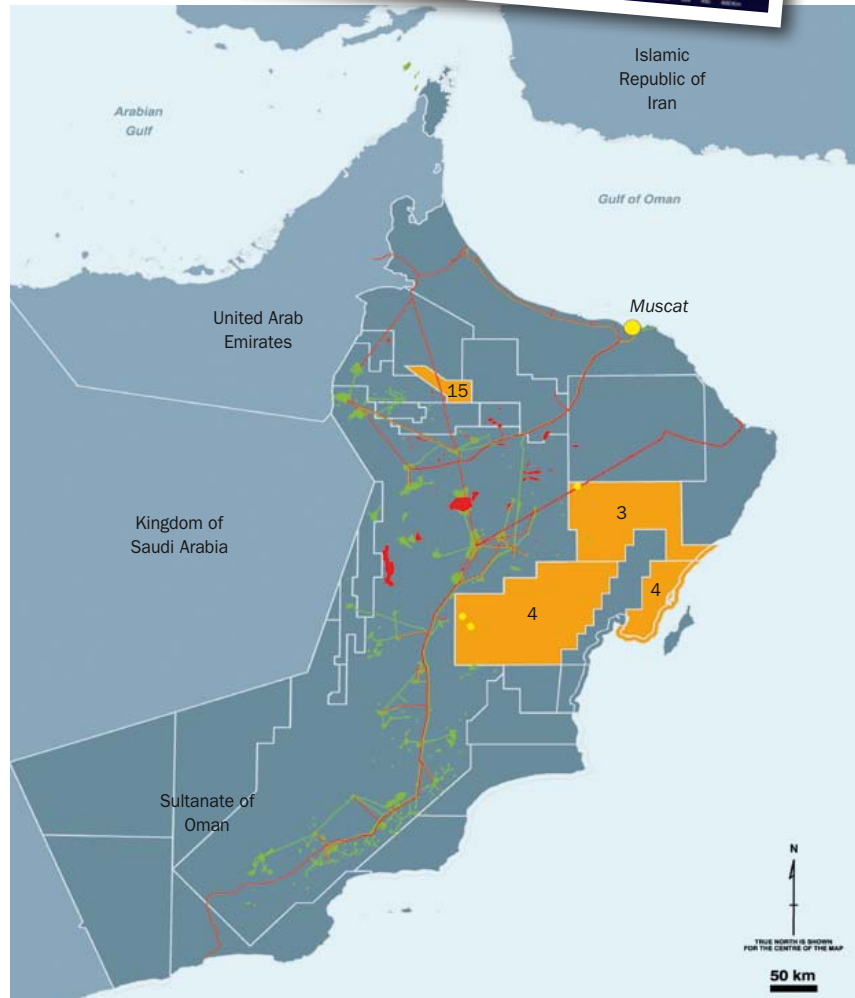 Islamic
Republic of
Iran
Arabian
Gulf
Gulf of Oman
Muscat
United Arab
Emirates
15
3
Kingdom of
Saudi Arabia
4
4
Sultanate of
Oman
N
TRUE NORTH IS SHOWN
FOR THE CENTRE OF THE MAP
50 km